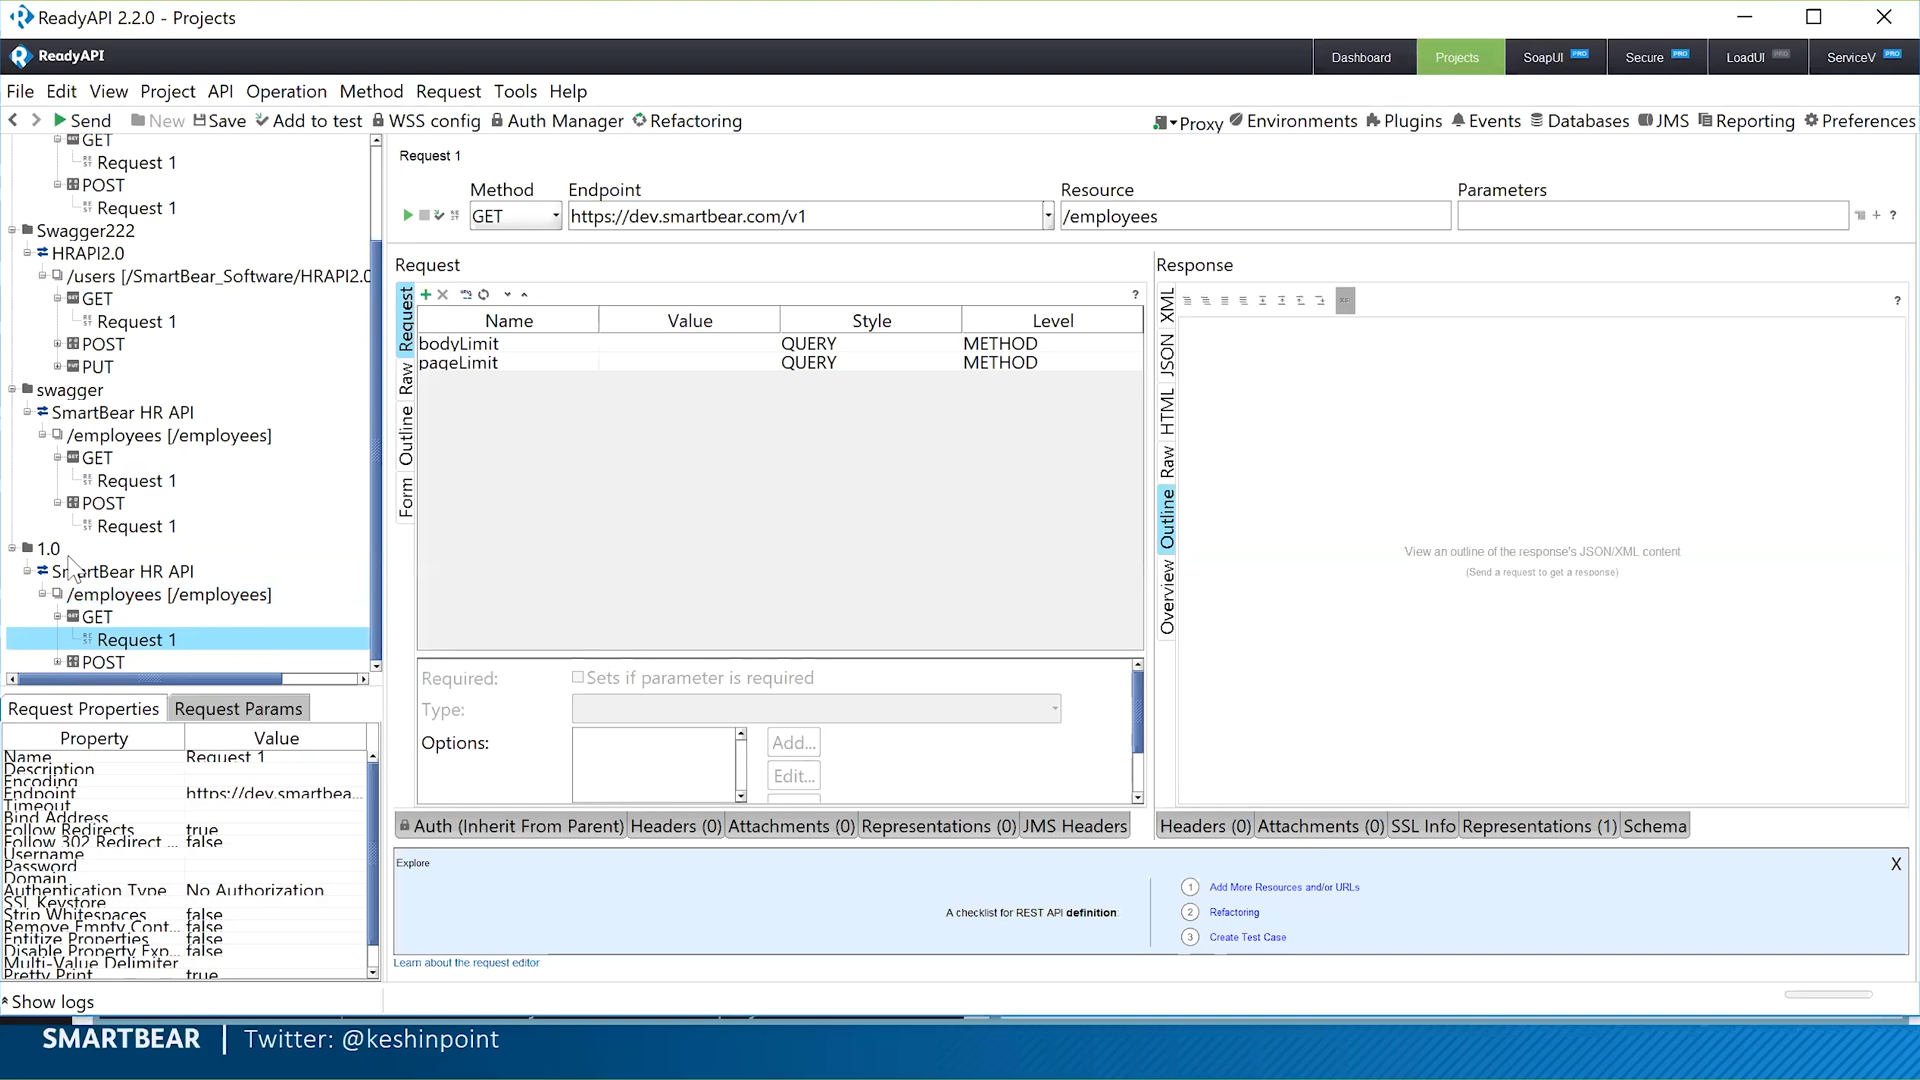 ReadyAPI 2.2.0 - Projects
ReadyAPI
Dashboard
Projects
SoapUI PRO
Secure PRO
LoadUI PRO
ServiceV PRO
File Edit View Project API Operation Method Request Tools Help
Send New Save Add to test WSS config Auth Manager Refactoring
Proxy Environments Plugins Events Databases JMS Reporting Preferences
GET
Request 1
POST
Request 1
Swagger222
HRAPI2.0
/users [/SmartBear_Software/HRAPI2.0
GET
Request 1
POST
PUT
swagger
SmartBear HR API
/employees [/employees]
GET
Request 1
POST
Request 1
1.0
SmartBear HR API
/employees [/employees]
GET
Request 1
POST
Request Properties Request Params
Property Value
Name Request 1
Description
Encoding
Endpoint https://dev.smartbea...
Timeout
Bind Address
Follow Redirects true
Follow 302 Redirect ... false
Username
Password
Domain
Authentication Type No Authorization
SSL Keystore
Strip Whitespaces false
Remove Empty Cont... false
Entitize Properties false
Disable Property Exp... false
Multi-Value Delimiter
Pretty Print true
Show logs
Request 1
Method Endpoint Resource Parameters
GET https://dev.smartbear.com/v1 /employees ?
Request
Request
Raw
Outline
Form
?
Name Value Style Level
bodyLimit QUERY METHOD
pageLimit QUERY METHOD
Required: Sets if parameter is required
Type:
Options: Add...
Edit...
Auth (Inherit From Parent) Headers (0) Attachments (0) Representations (0) JMS Headers
Response
XML
JSON
HTML
Raw
Outline
Overview
?
View an outline of the response's JSON/XML content
(Send a request to get a response)
Headers (0) Attachments (0) SSL Info Representations (1) Schema
Explore X
A checklist for REST API definition:
1 Add More Resources and/or URLs
2 Refactoring
3 Create Test Case
Learn about the request editor
SMARTBEAR | Twitter: @keshinpoint